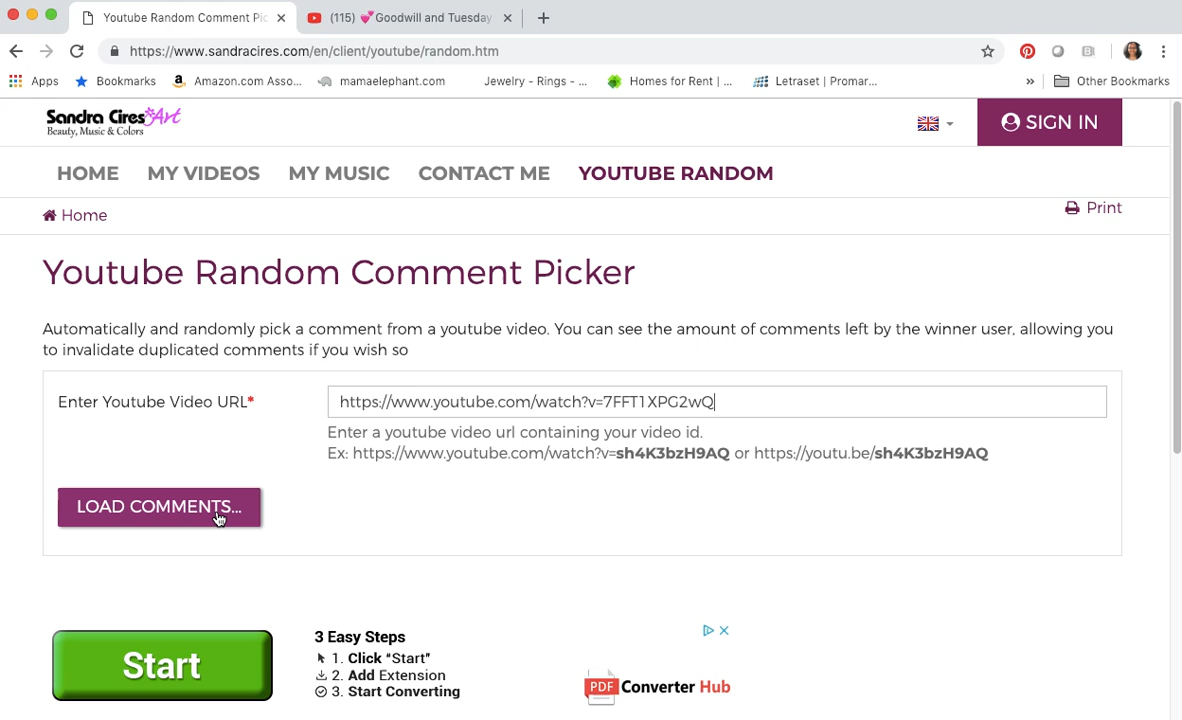 Youtube Random Comment Pic
(115) 💕Goodwill and Tuesday
https://www.sandracires.com/en/client/youtube/random.htm
Apps
Bookmarks
Amazon.com Asso...
mamaelephant.com
Jewelry - Rings - ...
Homes for Rent | ...
Letraset | Promar...
»
Other Bookmarks
Sandra Cires Art
Beauty, Music & Colors
SIGN IN
HOME
MY VIDEOS
MY MUSIC
CONTACT ME
YOUTUBE RANDOM
Home
Print
Youtube Random Comment Picker
Automatically and randomly pick a comment from a youtube video. You can see the amount of comments left by the winner user, allowing you
to invalidate duplicated comments if you wish so
Enter Youtube Video URL*
https://www.youtube.com/watch?v=7FFT1XPG2wQ
Enter a youtube video url containing your video id.
Ex: https://www.youtube.com/watch?v=sh4K3bzH9AQ or https://youtu.be/sh4K3bzH9AQ
LOAD COMMENTS...
Start
3 Easy Steps
1. Click “Start”
2. Add Extension
3. Start Converting
PDF Converter Hub